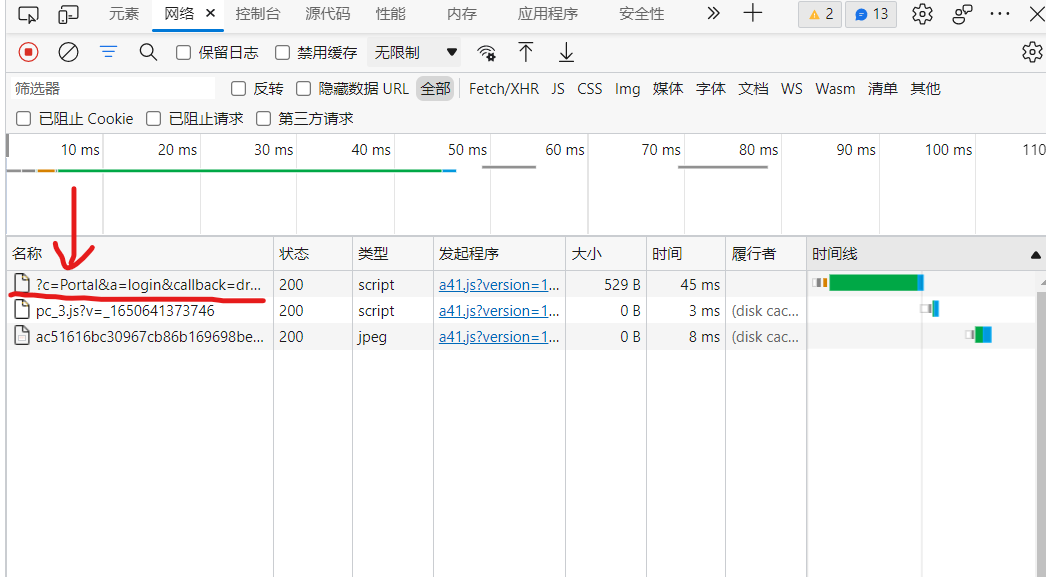 元素 网络 × 控制台 源代码 性能 内存 应用程序 安全性 2 13
保留日志 禁用缓存 无限制
筛选器 反转 隐藏数据 URL 全部 Fetch/XHR JS CSS Img 媒体 字体 文档 WS Wasm 清单 其他
已阻止 Cookie 已阻止请求 第三方请求
10 ms 20 ms 30 ms 40 ms 50 ms 60 ms 70 ms 80 ms 90 ms 100 ms 110
名称 状态 类型 发起程序 大小 时间 履行者 时间线
?c=Portal&a=login&callback=dr... 200 script a41.js?version=1... 529 B 45 ms
pc_3.js?v=_1650641373746 200 script a41.js?version=1... 0 B 3 ms (disk cac...
ac51616bc30967cb86b169698be... 200 jpeg a41.js?version=1... 0 B 8 ms (disk cac...